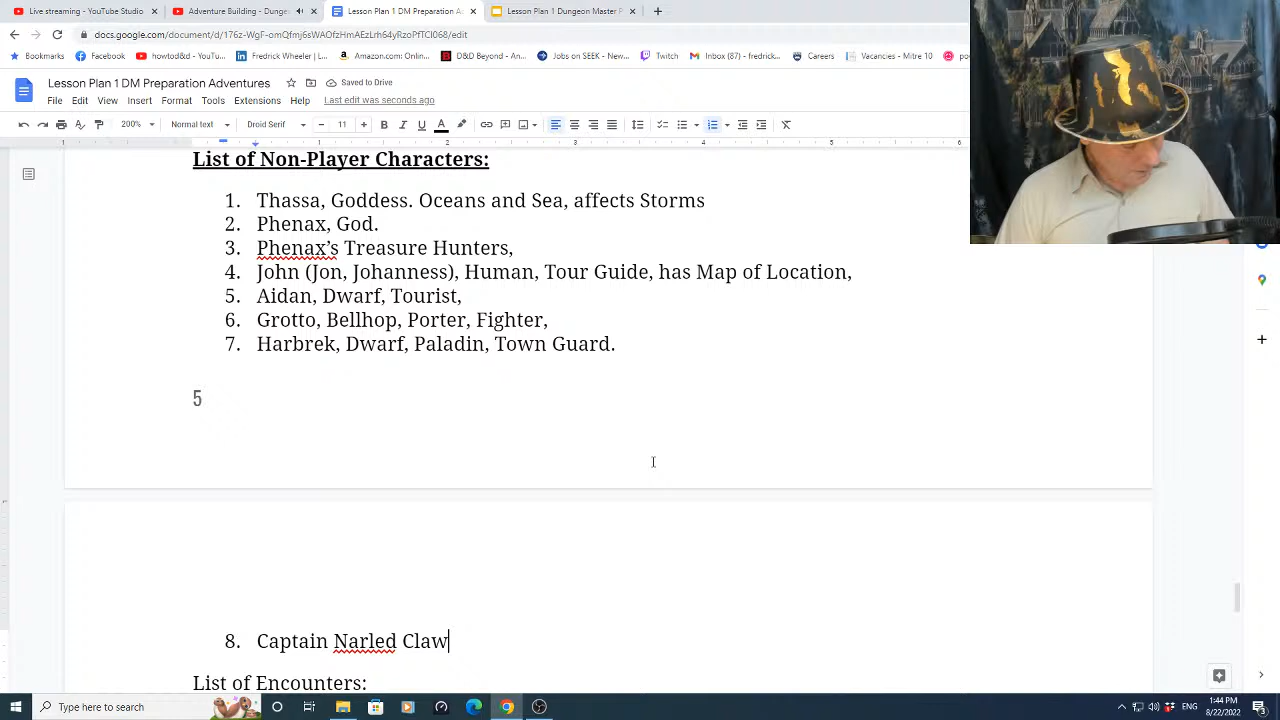 Live streaming - YouTube Studio
Adventure Building - Dunge
Lesson Plan 1 DM Preparation A
Lesson Plan 1 Dungeon Master F
docs.google.com/document/d/176z-WgF-
/edit
Bookmarks
Facebook
howtod&d - YouTube
Amazon.com.au
D&D Beyond - An...
Jobs on SEEK - New...
Twitch
Inbox (87) - fredrick...
Careers
Vacancies - Mitre 10
Lesson Plan 1 DM Preparation Adventures
Saved to Drive
File Edit View Insert Format Tools Extensions Help
Last edit was seconds ago
200%
Normal text
Droid Serif
11
List of Non-Player Characters:
1. Thassa, Goddess. Oceans and Sea, affects Storms
2. Phenax, God.
3. Phenax’s Treasure Hunters,
4. John (Jon, Johanness), Human, Tour Guide, has Map of Location,
5. Aidan, Dwarf, Tourist,
6. Grotto, Bellhop, Porter, Fighter,
7. Harbrek, Dwarf, Paladin, Town Guard.
5
8. Captain Narled Claw
List of Encounters:
Type here to search
ENG
1:44 PM
8/22/2022